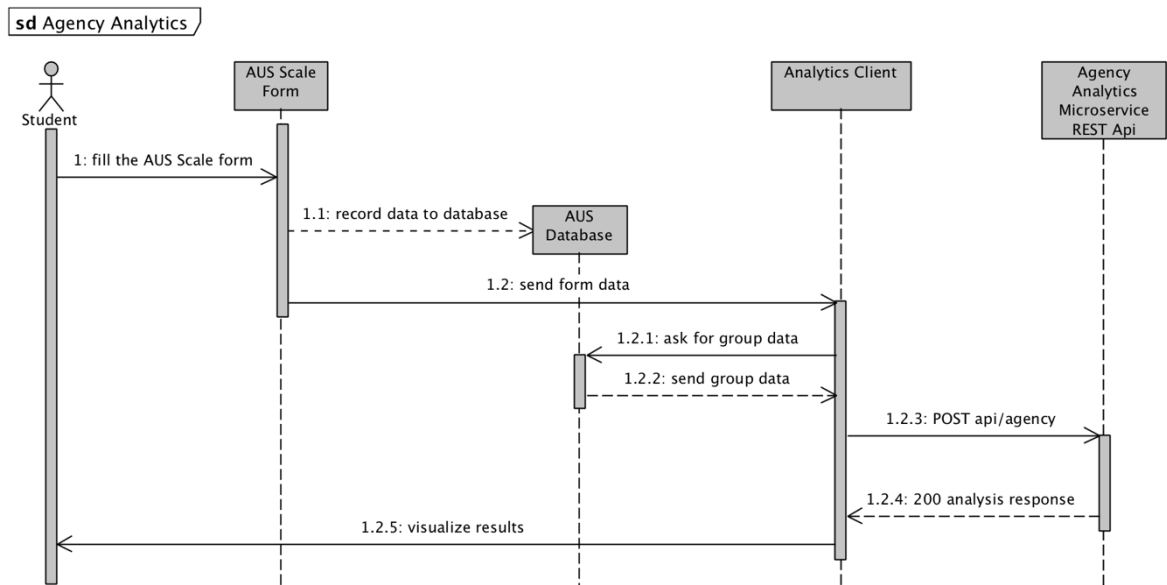 sd Agency Analytics
Student
AUS Scale
Form
Analytics Client
Agency
Analytics
Microservice
REST Api
1: fill the AUS Scale form
1.1: record data to database
AUS
Database
1.2: send form data
1.2.1: ask for group data
1.2.2: send group data
1.2.3: POST api/agency
1.2.4: 200 analysis response
1.2.5: visualize results